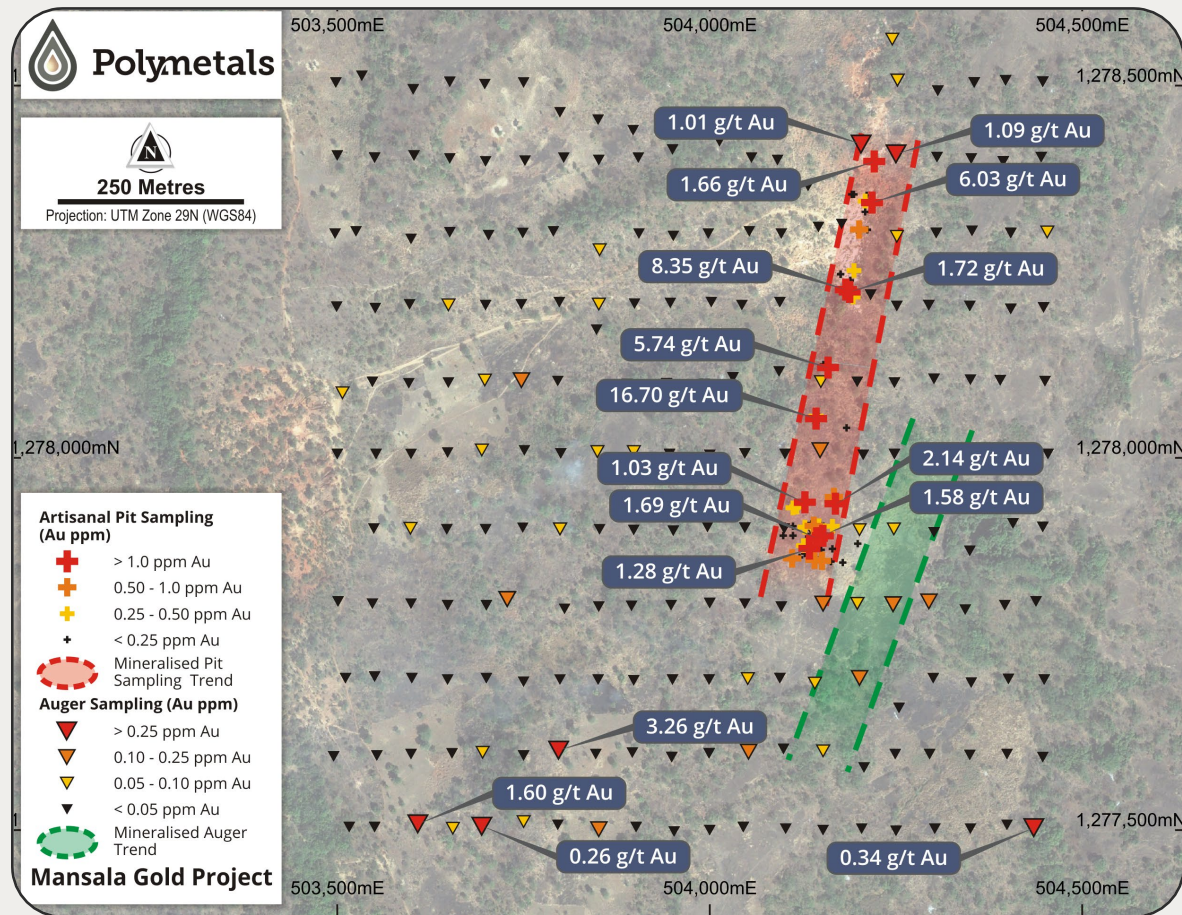 503,500mE
504,000mE
504,500mE
Polymetals
1,278,500mN
N
250 Metres
Projection: UTM Zone 29N (WGS84)
1.01 g/t Au
1.09 g/t Au
1.66 g/t Au
6.03 g/t Au
8.35 g/t Au
1.72 g/t Au
5.74 g/t Au
16.70 g/t Au
1,278,000mN
1,278,000mN
1.03 g/t Au
2.14 g/t Au
1.69 g/t Au
1.58 g/t Au
1.28 g/t Au
Artisanal Pit Sampling
(Au ppm)
> 1.0 ppm Au
0.50 - 1.0 ppm Au
0.25 - 0.50 ppm Au
< 0.25 ppm Au
Mineralised Pit
Sampling Trend
Auger Sampling (Au ppm)
> 0.25 ppm Au
0.10 - 0.25 ppm Au
0.05 - 0.10 ppm Au
< 0.05 ppm Au
Mineralised Auger
Trend
Mansala Gold Project
3.26 g/t Au
1.60 g/t Au
0.26 g/t Au
0.34 g/t Au
1,277,500mN
503,500mE
504,000mE
504,500mE